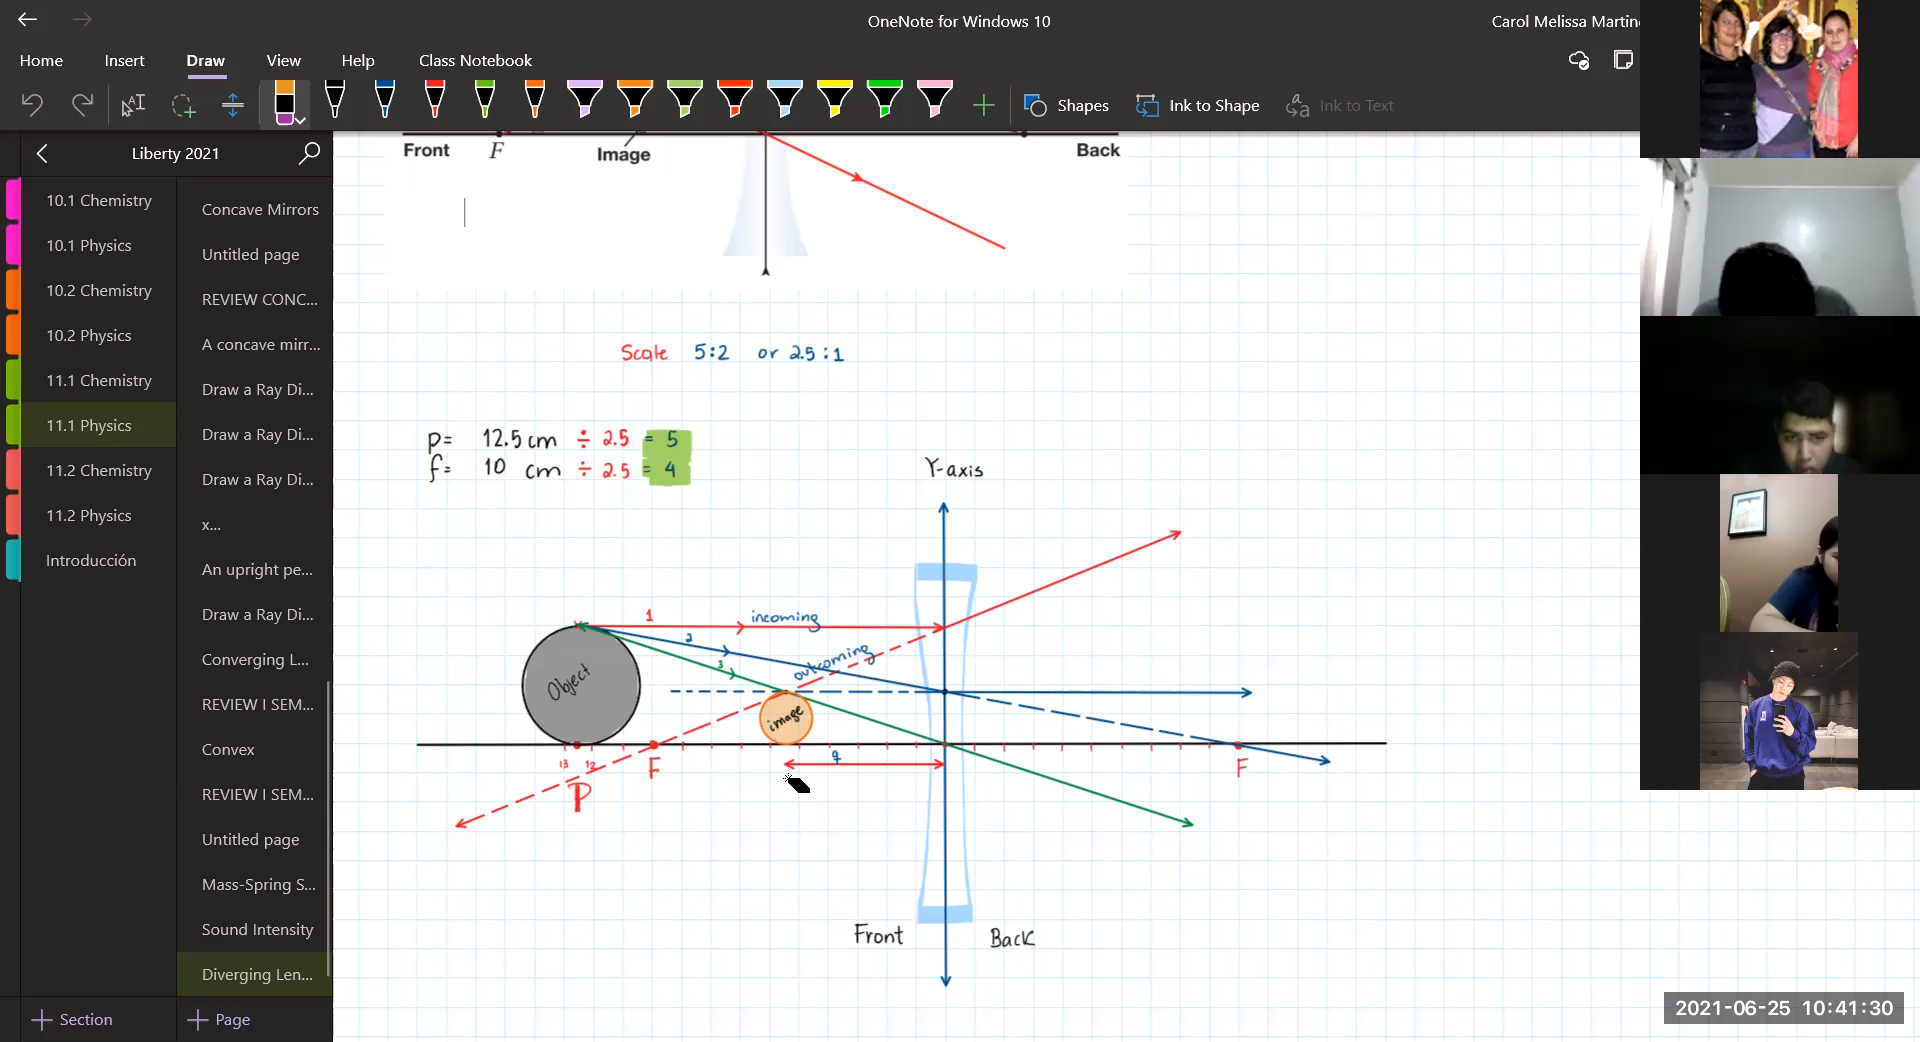 OneNote for Windows 10
Carol Melissa Martin
Home Insert Draw View Help Class Notebook
Shapes Ink to Shape Ink to Text
Liberty 2021
10.1 Chemistry
10.1 Physics
10.2 Chemistry
10.2 Physics
11.1 Chemistry
11.1 Physics
11.2 Chemistry
11.2 Physics
Introducción
Section
Concave Mirrors
Untitled page
REVIEW CONC...
A concave mirr...
Draw a Ray Di...
Draw a Ray Di...
Draw a Ray Di...
x...
An upright pe...
Draw a Ray Di...
Converging L...
REVIEW I SEM...
Convex
REVIEW I SEM...
Untitled page
Mass-Spring S...
Sound Intensity
Diverging Len...
Page
Front F Image Back
Scale 5:2 or 2.5:1
p= 12.5 cm ÷ 2.5 = 5
f= 10 cm ÷ 2.5 = 4
Y-axis
1 incoming
2
outcoming
3
Object
image
13 12 F q F
P
Front Back
2021-06-25 10:41:30